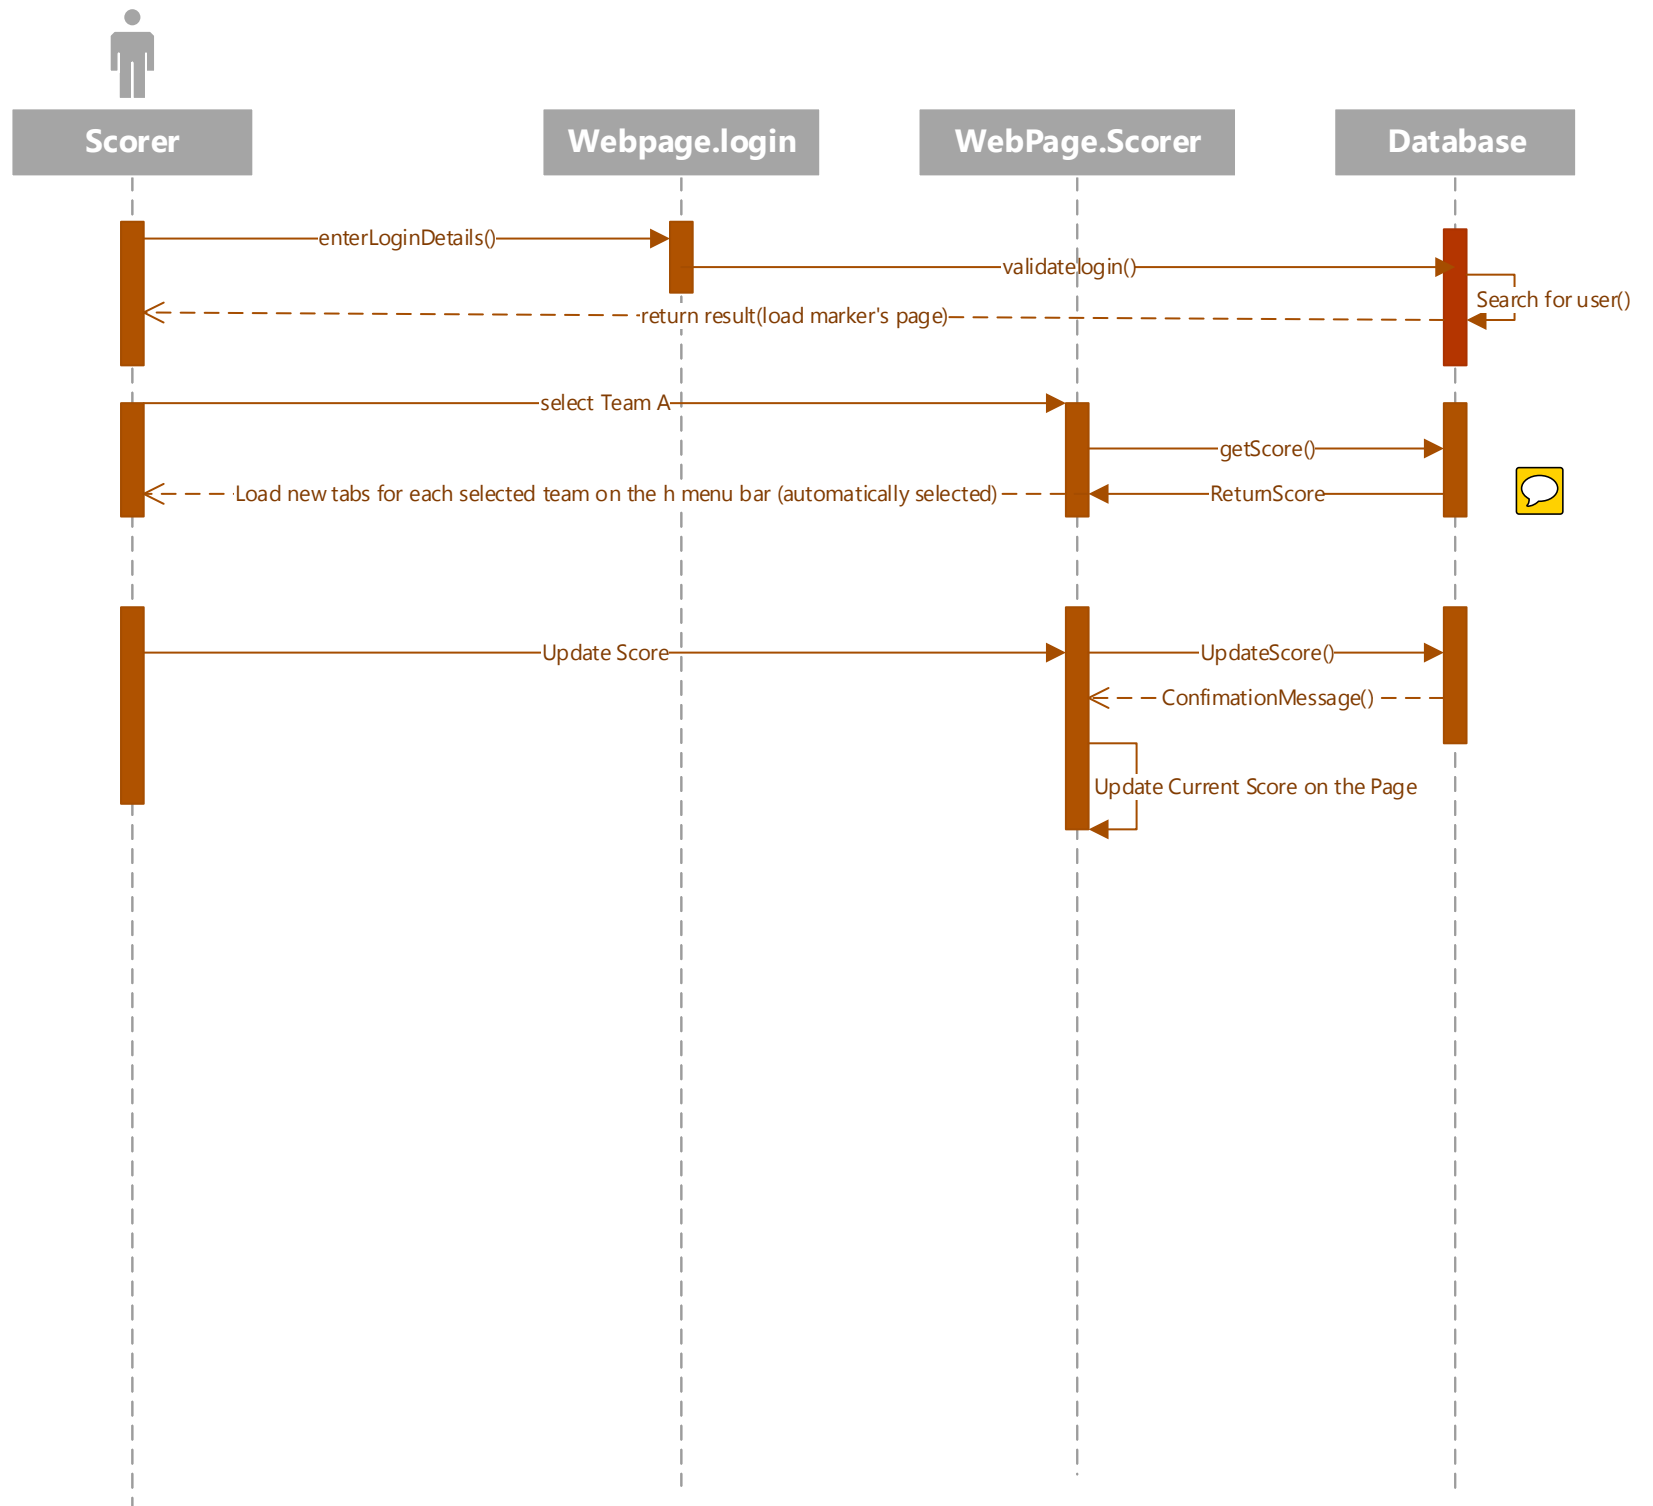 Scorer
Webpage.login
WebPage.Scorer
Database
enterLoginDetails()
validatelogin()
Search for user()
return result(load marker's page)
select Team A
getScore()
Load new tabs for each selected team on the h menu bar (automatically selected)
ReturnScore
Update Score
UpdateScore()
ConfimationMessage()
Update Current Score on the Page